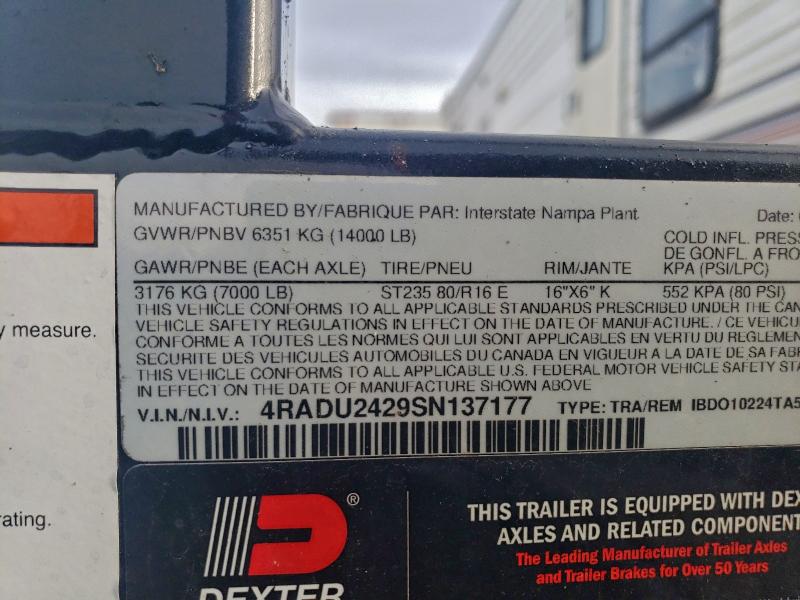 MANUFACTURED BY/FABRIQUE PAR: Interstate Nampa Plant Date:
GVWR/PNBV 6351 KG (14000 LB) COLD INFL. PRESS
DE GONFL. A FRO
GAWR/PNBE (EACH AXLE) TIRE/PNEU RIM/JANTE KPA (PSI/LPC)
3176 KG (7000 LB) ST235 80/R16 E 16"X6" K 552 KPA (80 PSI)
THIS VEHICLE CONFORMS TO ALL APPLICABLE STANDARDS PRESCRIBED UNDER THE CAN
VEHICLE SAFETY REGULATIONS IN EFFECT ON THE DATE OF MANUFACTURE. / CE VEHICU
CONFORME A TOUTES LES NORMES QUI LUI SONT APPLICABLES EN VERTU DU REGLEMEN
SECURITE DES VEHICULES AUTOMOBILES DU CANADA EN VIGUEUR A LA DATE DE SA FABR
THIS VEHICLE CONFORMS TO ALL APPLICABLE U.S. FEDERAL MOTOR VEHICLE SAFETY STA
IN EFFECT ON THE DATE OF MANUFACTURE SHOWN ABOVE
V.I.N./N.I.V.: 4RADU2429SN137177 TYPE: TRA/REM IBDO10224TA5
y measure.
rating.
DEXTER
®
THIS TRAILER IS EQUIPPED WITH DEX
AXLES AND RELATED COMPONENT
The Leading Manufacturer of Trailer Axles
and Trailer Brakes for Over 50 Years